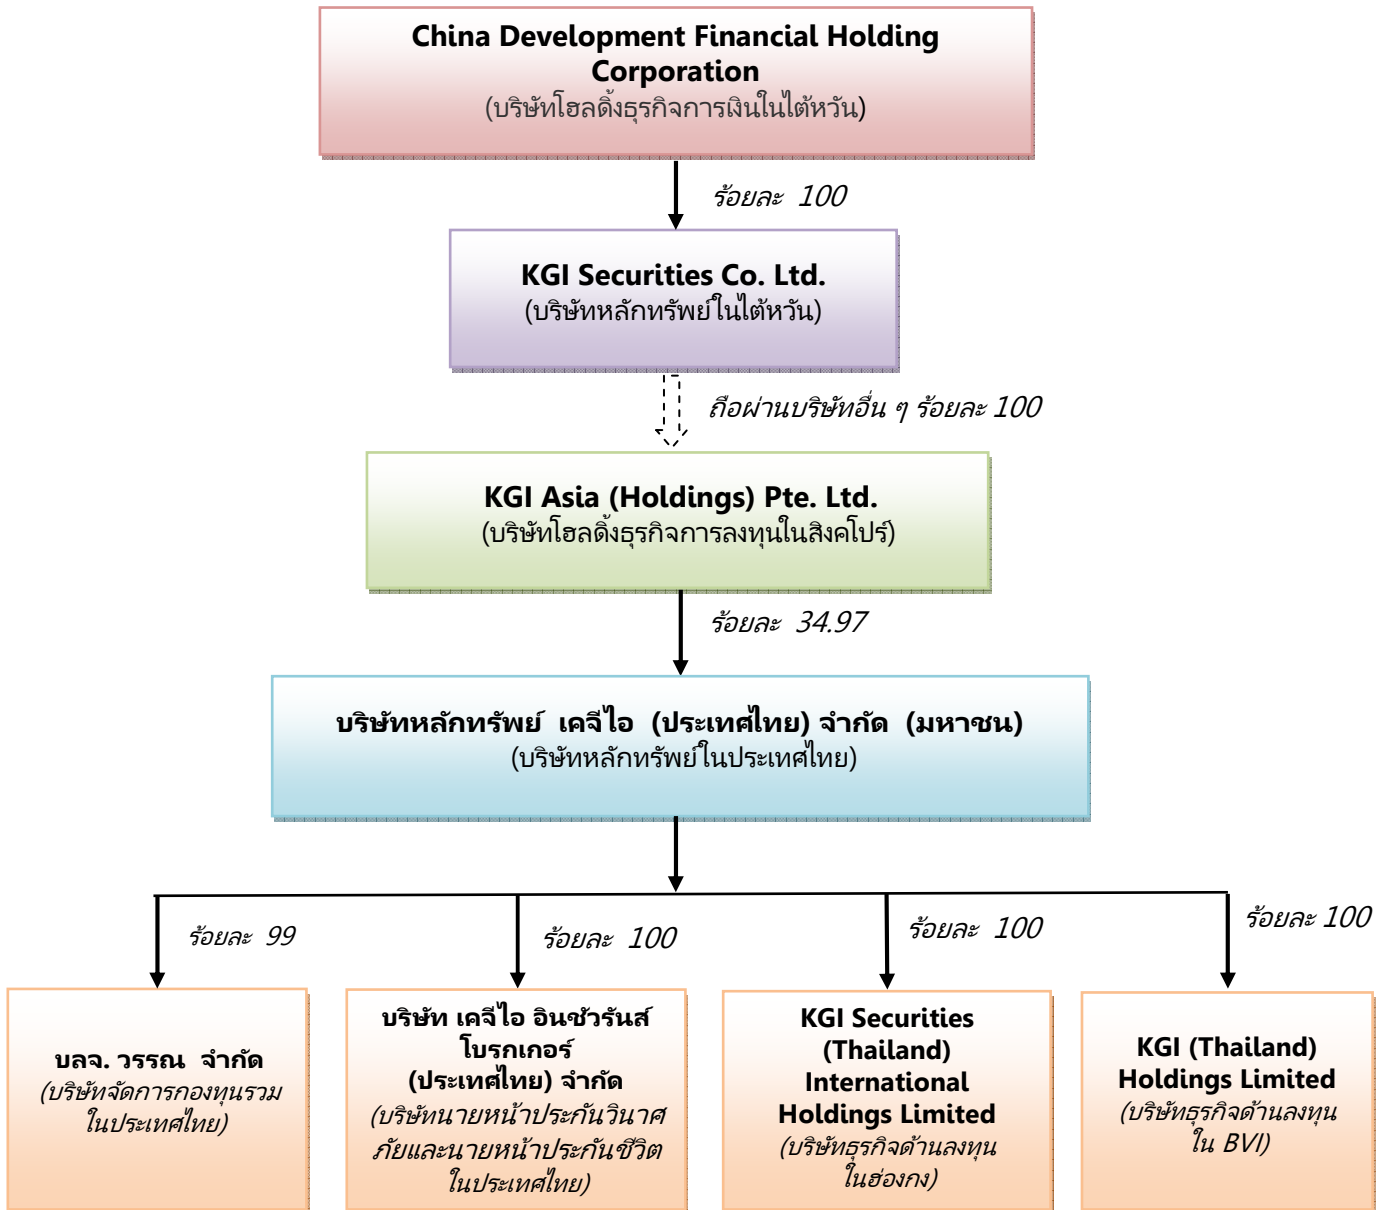 China Development Financial Holding
Corporation
(บริษัทโฮลดิ้งธุรกิจการเงินในไต้หวัน)
ร้อยละ 100
KGI Securities Co. Ltd.
(บริษัทหลักทรัพย์ในไต้หวัน)
ถือผ่านบริษัทอื่น ๆ ร้อยละ 100
KGI Asia (Holdings) Pte. Ltd.
(บริษัทโฮลดิ้งธุรกิจการลงทุนในสิงคโปร์)
ร้อยละ 34.97
บริษัทหลักทรัพย์ เคจีไอ (ประเทศไทย) จำกัด (มหาชน)
(บริษัทหลักทรัพย์ในประเทศไทย)
ร้อยละ 99
ร้อยละ 100
ร้อยละ 100
ร้อยละ 100
บลจ. วรรณ จำกัด
(บริษัทจัดการกองทุนรวม
ในประเทศไทย)
บริษัท เคจีไอ อินชัวรันส์
โบรกเกอร์
(ประเทศไทย) จำกัด
(บริษัทนายหน้าประกันวินาศ
ภัยและนายหน้าประกันชีวิต
ในประเทศไทย)
KGI Securities
(Thailand)
International
Holdings Limited
(บริษัทธุรกิจด้านลงทุน
ในฮ่องกง)
KGI (Thailand)
Holdings Limited
(บริษัทธุรกิจด้านลงทุน
ใน BVI)